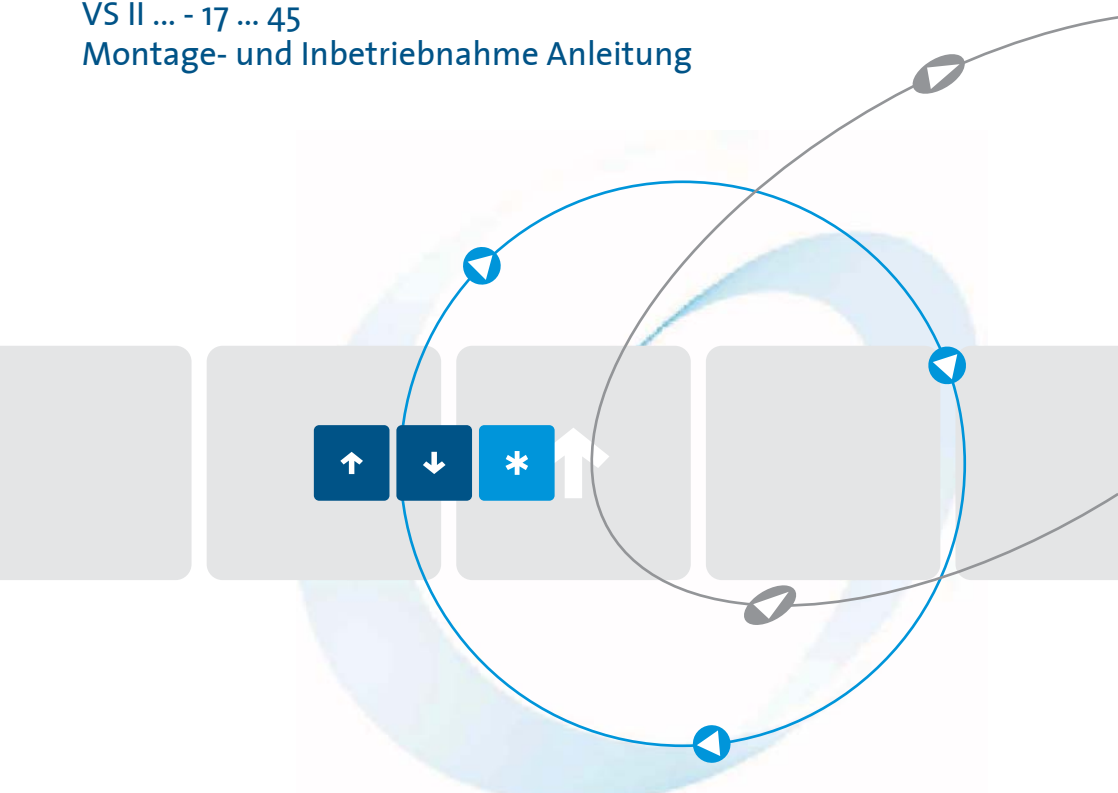 VS II ... - 17 ... 45
Montage- und Inbetriebnahme Anleitung